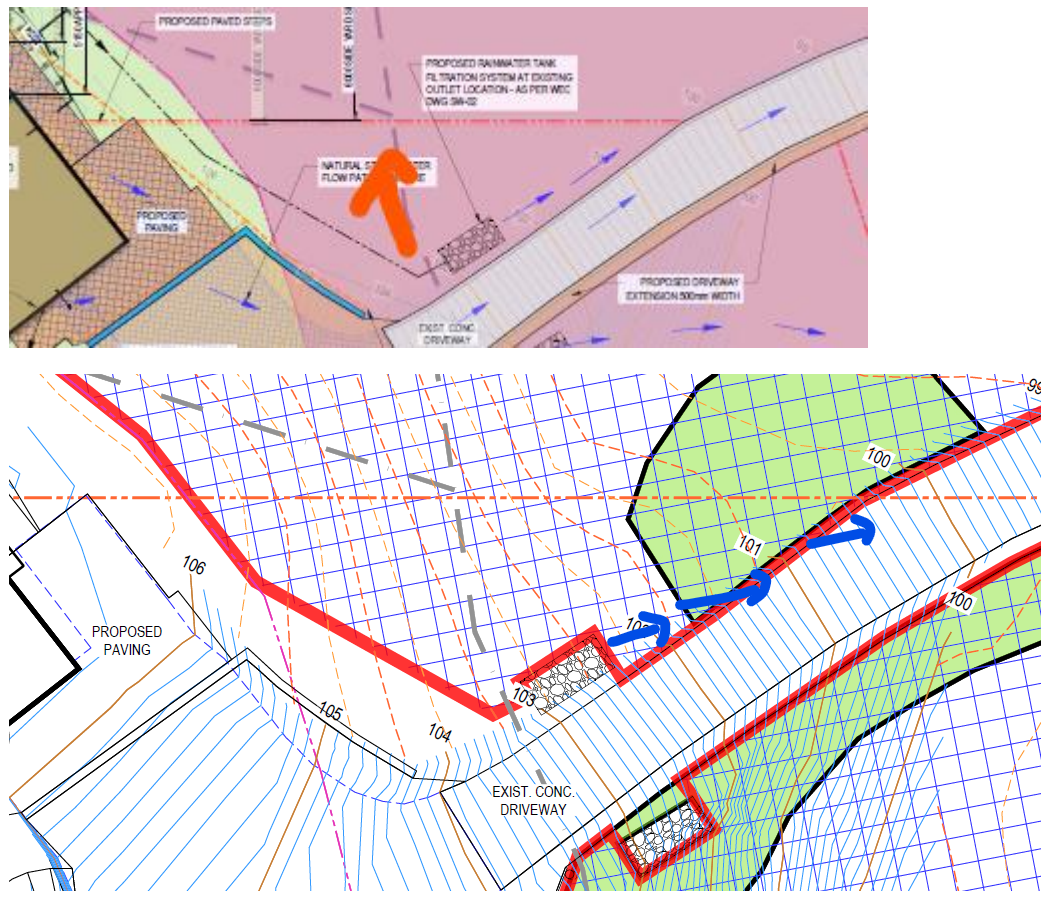 PROPOSED PAVED STEPS
PROPOSED RAINWATER TANK
FILTRATION SYSTEM AT EXISTING
OUTLET LOCATION - AS PER WEC
DWG SW-02
NATURAL
FLOW
PROPOSED
PAVING
PROPOSED DRIVEWAY
EXTENSION 500mm WIDTH
EXIST. CONC.
DRIVEWAY
99
100
101
100
106
PROPOSED
PAVING
103
105
104
EXIST. CONC.
DRIVEWAY